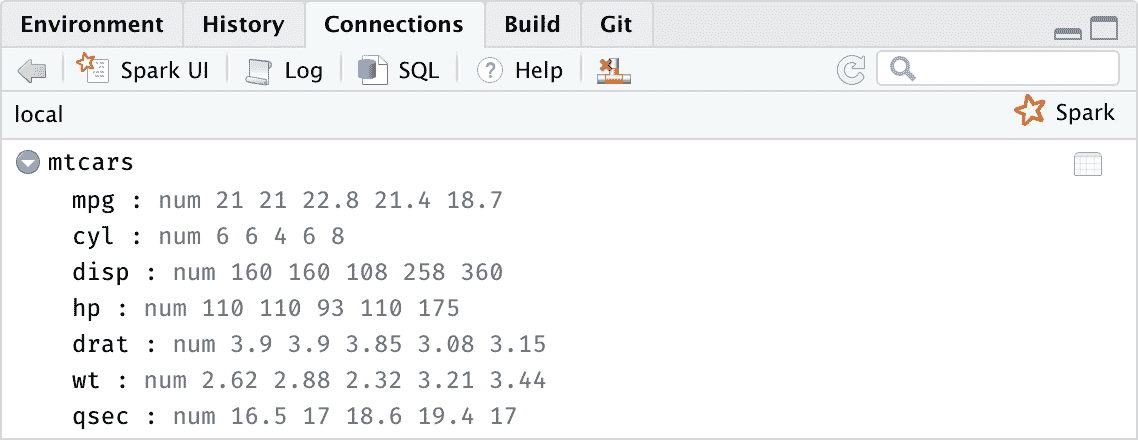 Environment History Connections Build Git
Spark UI Log SQL ? Help
local Spark
mtcars
mpg : num 21 21 22.8 21.4 18.7
cyl : num 6 6 4 6 8
disp : num 160 160 108 258 360
hp : num 110 110 93 110 175
drat : num 3.9 3.9 3.85 3.08 3.15
wt : num 2.62 2.88 2.32 3.21 3.44
qsec : num 16.5 17 18.6 19.4 17